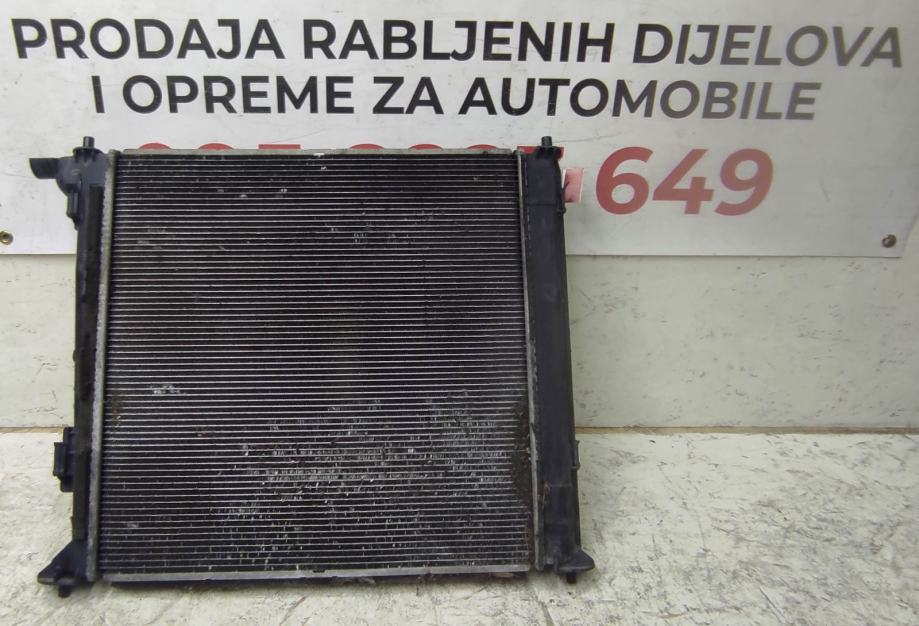 PRODAJA RABLJENIH DIJELOVA
I OPREME ZA AUTOMOBILE
649